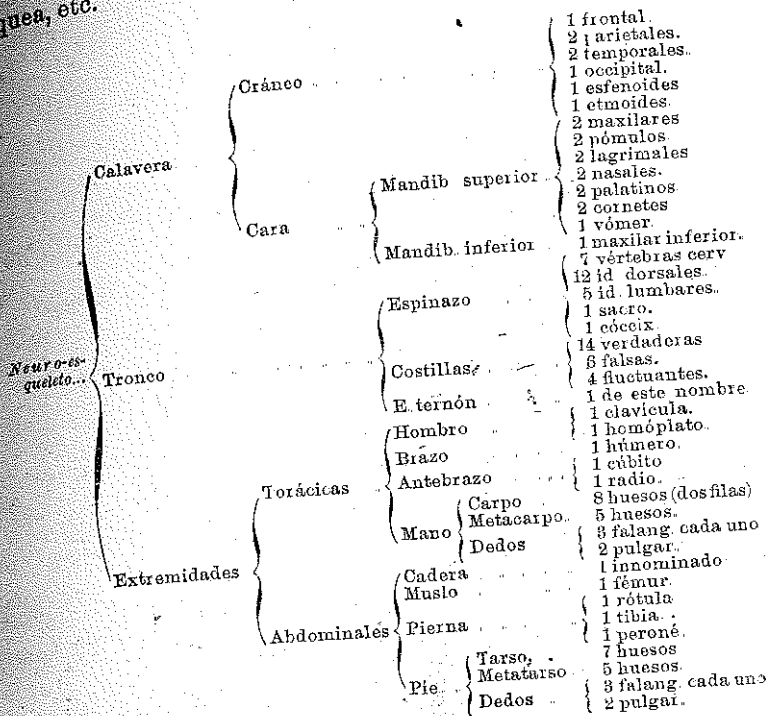 quea, etc.
1 frontal.
2 parietales.
2 temporales.
Cráneo
1 occipital.
1 esfenoides
1 etmoides.
2 maxilares
2 pómulos.
Calavera
2 lagrimales
Mandib superior
2 nasales.
2 palatinos
2 cornetes
Cara
1 vómer.
Mandib. inferior
1 maxilar inferior.
7 vértebras cerv
12 id dorsales.
Espinazo
5 id. lumbares.
1 sacro.
1 cóccix.
Neuro-es-
queleto...
Tronco
14 verdaderas
Costillas
6 falsas.
4 fluctuantes.
E.ternón
1 de este nombre
Hombro
1 clavícula.
1 homóplato.
Brazo
1 húmero.
Torácicas
Antebrazo
1 cúbito
1 radio.
Mano
Carpo
8 huesos (dos filas)
Metacarpo.
5 huesos.
Dedos
3 falang. cada uno
2 pulgar.
Extremidades
Cadera
1 innominado
Muslo
1 fémur.
Abdominales
Pierna
1 rótula
1 tibia.
1 peroné.
Pie
Tarso,
7 huesos
Metatarso
5 huesos.
Dedos
3 falang. cada uno
2 pulgar.